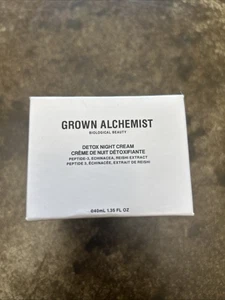 GROWN ALCHEMIST
BIOLOGICAL BEAUTY
DETOX NIGHT CREAM
CRÈME DE NUIT DÉTOXIFIANTE
PEPTIDE-3, ECHINACEA, REISHI EXTRACT
PEPTIDE 3, ÉCHINACÉE, EXTRAIT DE REISHI
℮40mL 1.35 FL OZ